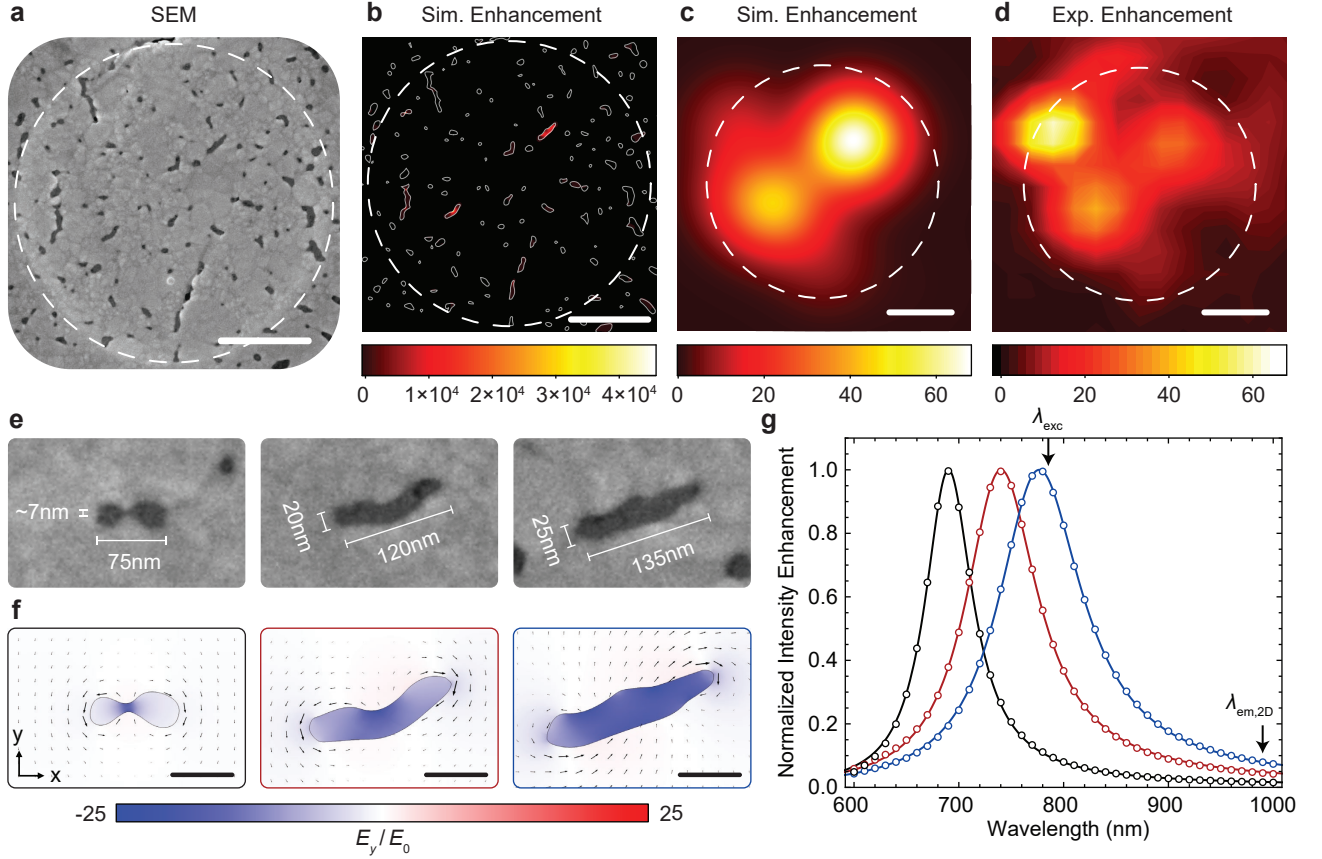 a SEM
b Sim. Enhancement
c Sim. Enhancement
d Exp. Enhancement
0 1×10⁴ 2×10⁴ 3×10⁴ 4×10⁴
0 20 40 60
0 20 40 60
e
~7nm
75nm
20nm
120nm
25nm
135nm
f
y
x
-25 25
E_y / E_0
g
λ_exc
λ_em,2D
Normalized Intensity Enhancement
1.0
0.8
0.6
0.4
0.2
0.0
600 700 800 900 1000
Wavelength (nm)